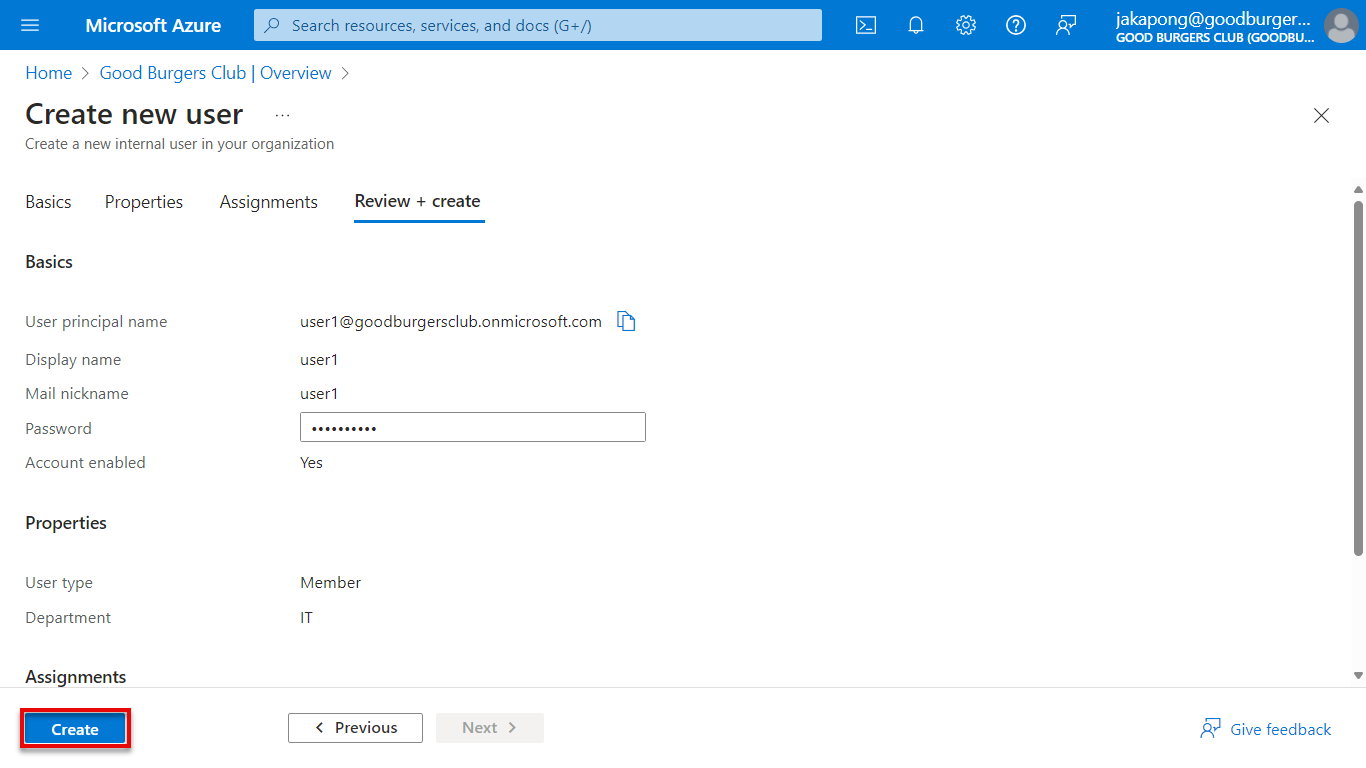 Microsoft Azure
Search resources, services, and docs (G+/)
jakapong@goodburger...
GOOD BURGERS CLUB (GOODBU...
Home > Good Burgers Club | Overview >
Create new user ...
Create a new internal user in your organization
Basics Properties Assignments Review + create
Basics
User principal name user1@goodburgersclub.onmicrosoft.com
Display name user1
Mail nickname user1
Password ••••••••••
Account enabled Yes
Properties
User type Member
Department IT
Assignments
Create < Previous Next > Give feedback